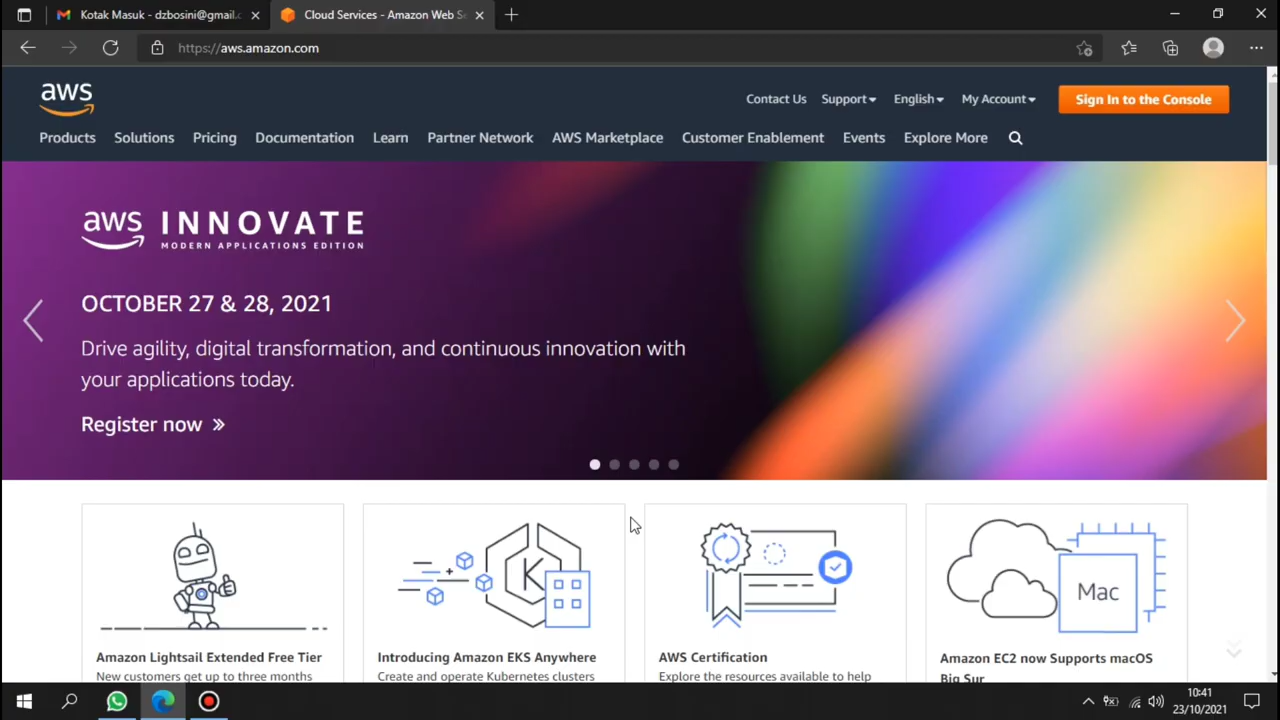 Kotak Masuk - dzbosini@gmail.c
Cloud Services - Amazon Web Se
https://aws.amazon.com
aws
Contact Us
Support
English
My Account
Sign In to the Console
Products
Solutions
Pricing
Documentation
Learn
Partner Network
AWS Marketplace
Customer Enablement
Events
Explore More
aws INNOVATE
MODERN APPLICATIONS EDITION
OCTOBER 27 & 28, 2021
Drive agility, digital transformation, and continuous innovation with
your applications today.
Register now »
K
Mac
Amazon Lightsail Extended Free Tier
New customers get up to three months
Introducing Amazon EKS Anywhere
Create and operate Kubernetes clusters
AWS Certification
Explore the resources available to help
Amazon EC2 now Supports macOS
Big Sur
10:41
23/10/2021